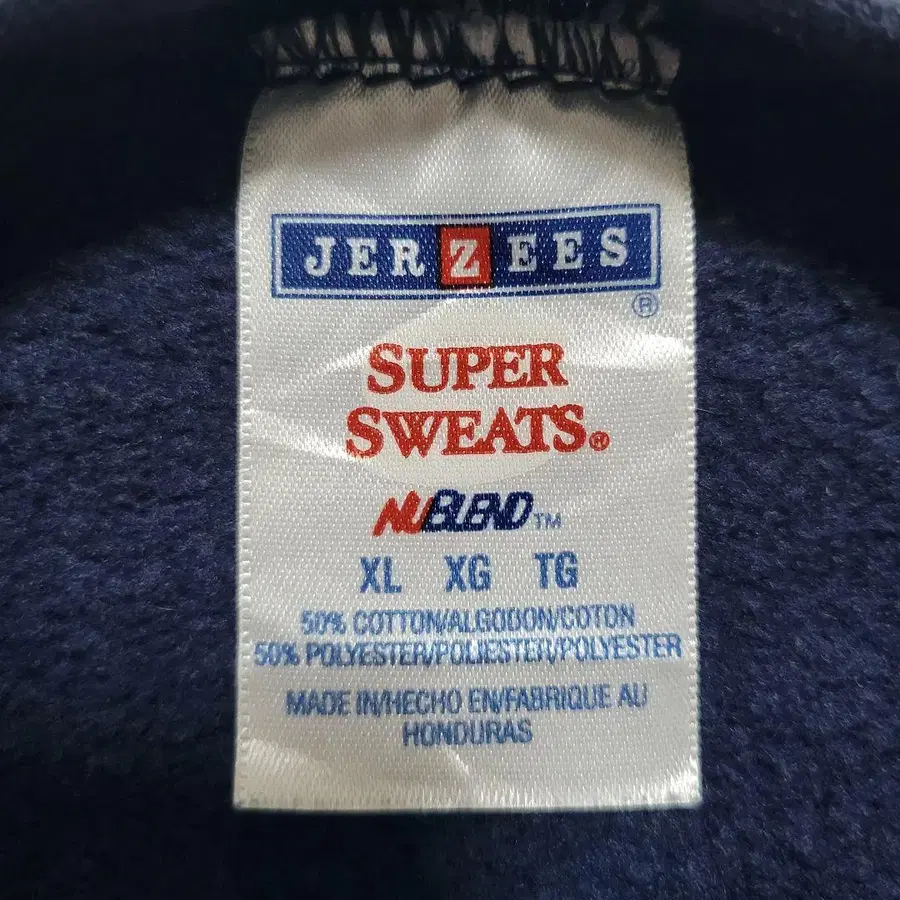 JERZEES
®
SUPER
SWEATS®
NUBLEND™
XL XG TG
50% COTTON/ALGODON/COTON
50% POLYESTER/POLIESTER/POLYESTER
MADE IN/HECHO EN/FABRIQUE AU
HONDURAS